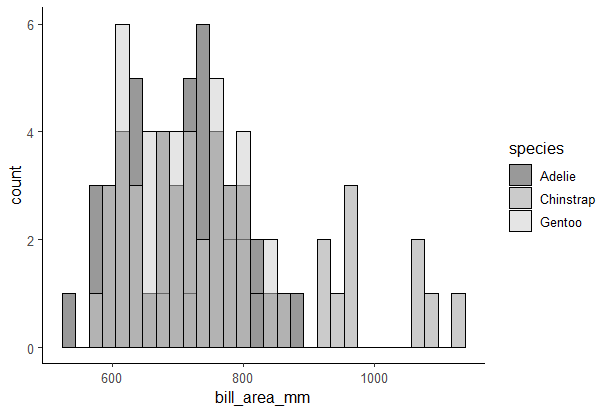 6
4
2
0
count
600 800 1000
bill_area_mm
species
Adelie
Chinstrap
Gentoo